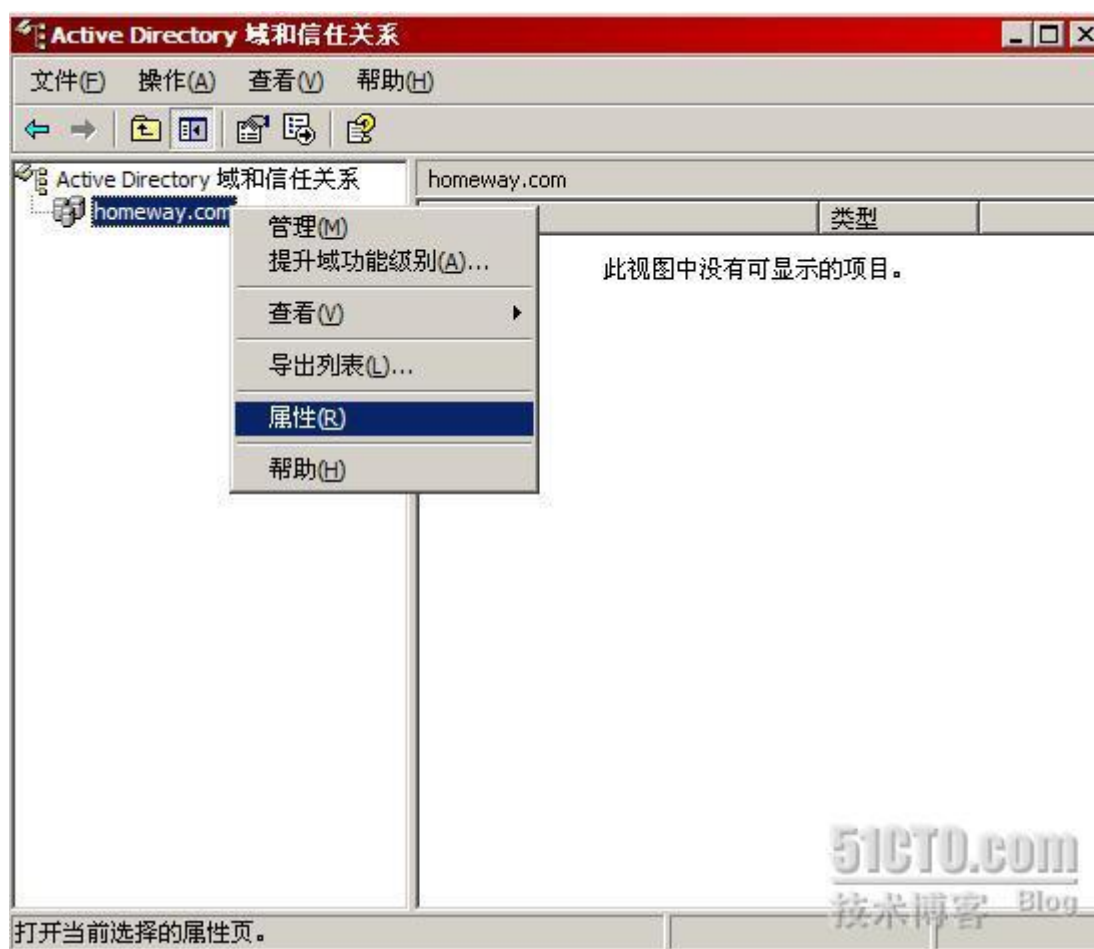 Active Directory 域和信任关系
文件(F) 操作(A) 查看(V) 帮助(H)
Active Directory 域和信任关系
homeway.com
homeway.com
类型
此视图中没有可显示的项目。
管理(M)
提升域功能级别(A)...
查看(V)
导出列表(L)...
属性(R)
帮助(H)
51CTO.com
技术博客 Blog
打开当前选择的属性页。